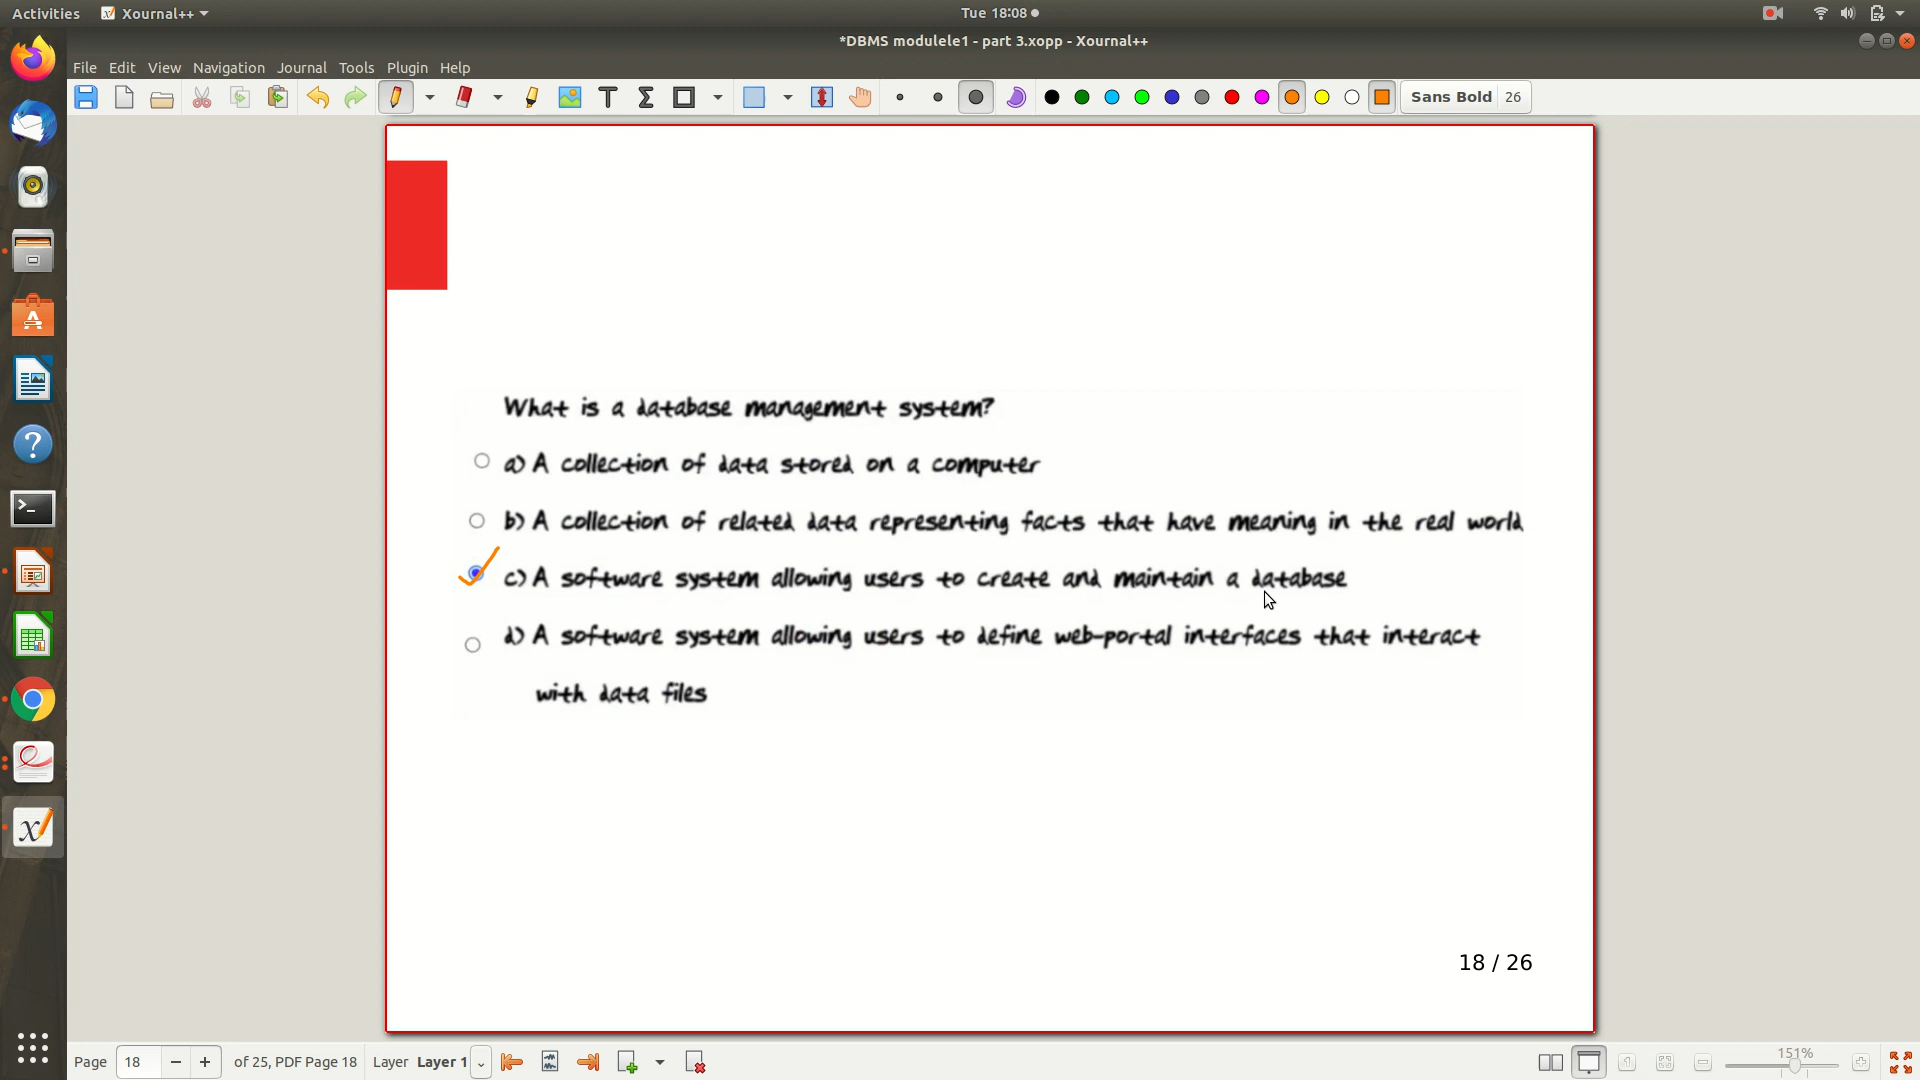 Activities Xournal++ Tue 18:08
*DBMS modulele1 - part 3.xopp - Xournal++
File Edit View Navigation Journal Tools Plugin Help
Sans Bold 26
What is a database management system?
a) A collection of data stored on a computer
b) A collection of related data representing facts that have meaning in the real world
c) A software system allowing users to create and maintain a database
d) A software system allowing users to define web-portal interfaces that interact
with data files
18 / 26
Page 18 of 25, PDF Page 18 Layer Layer 1 151%